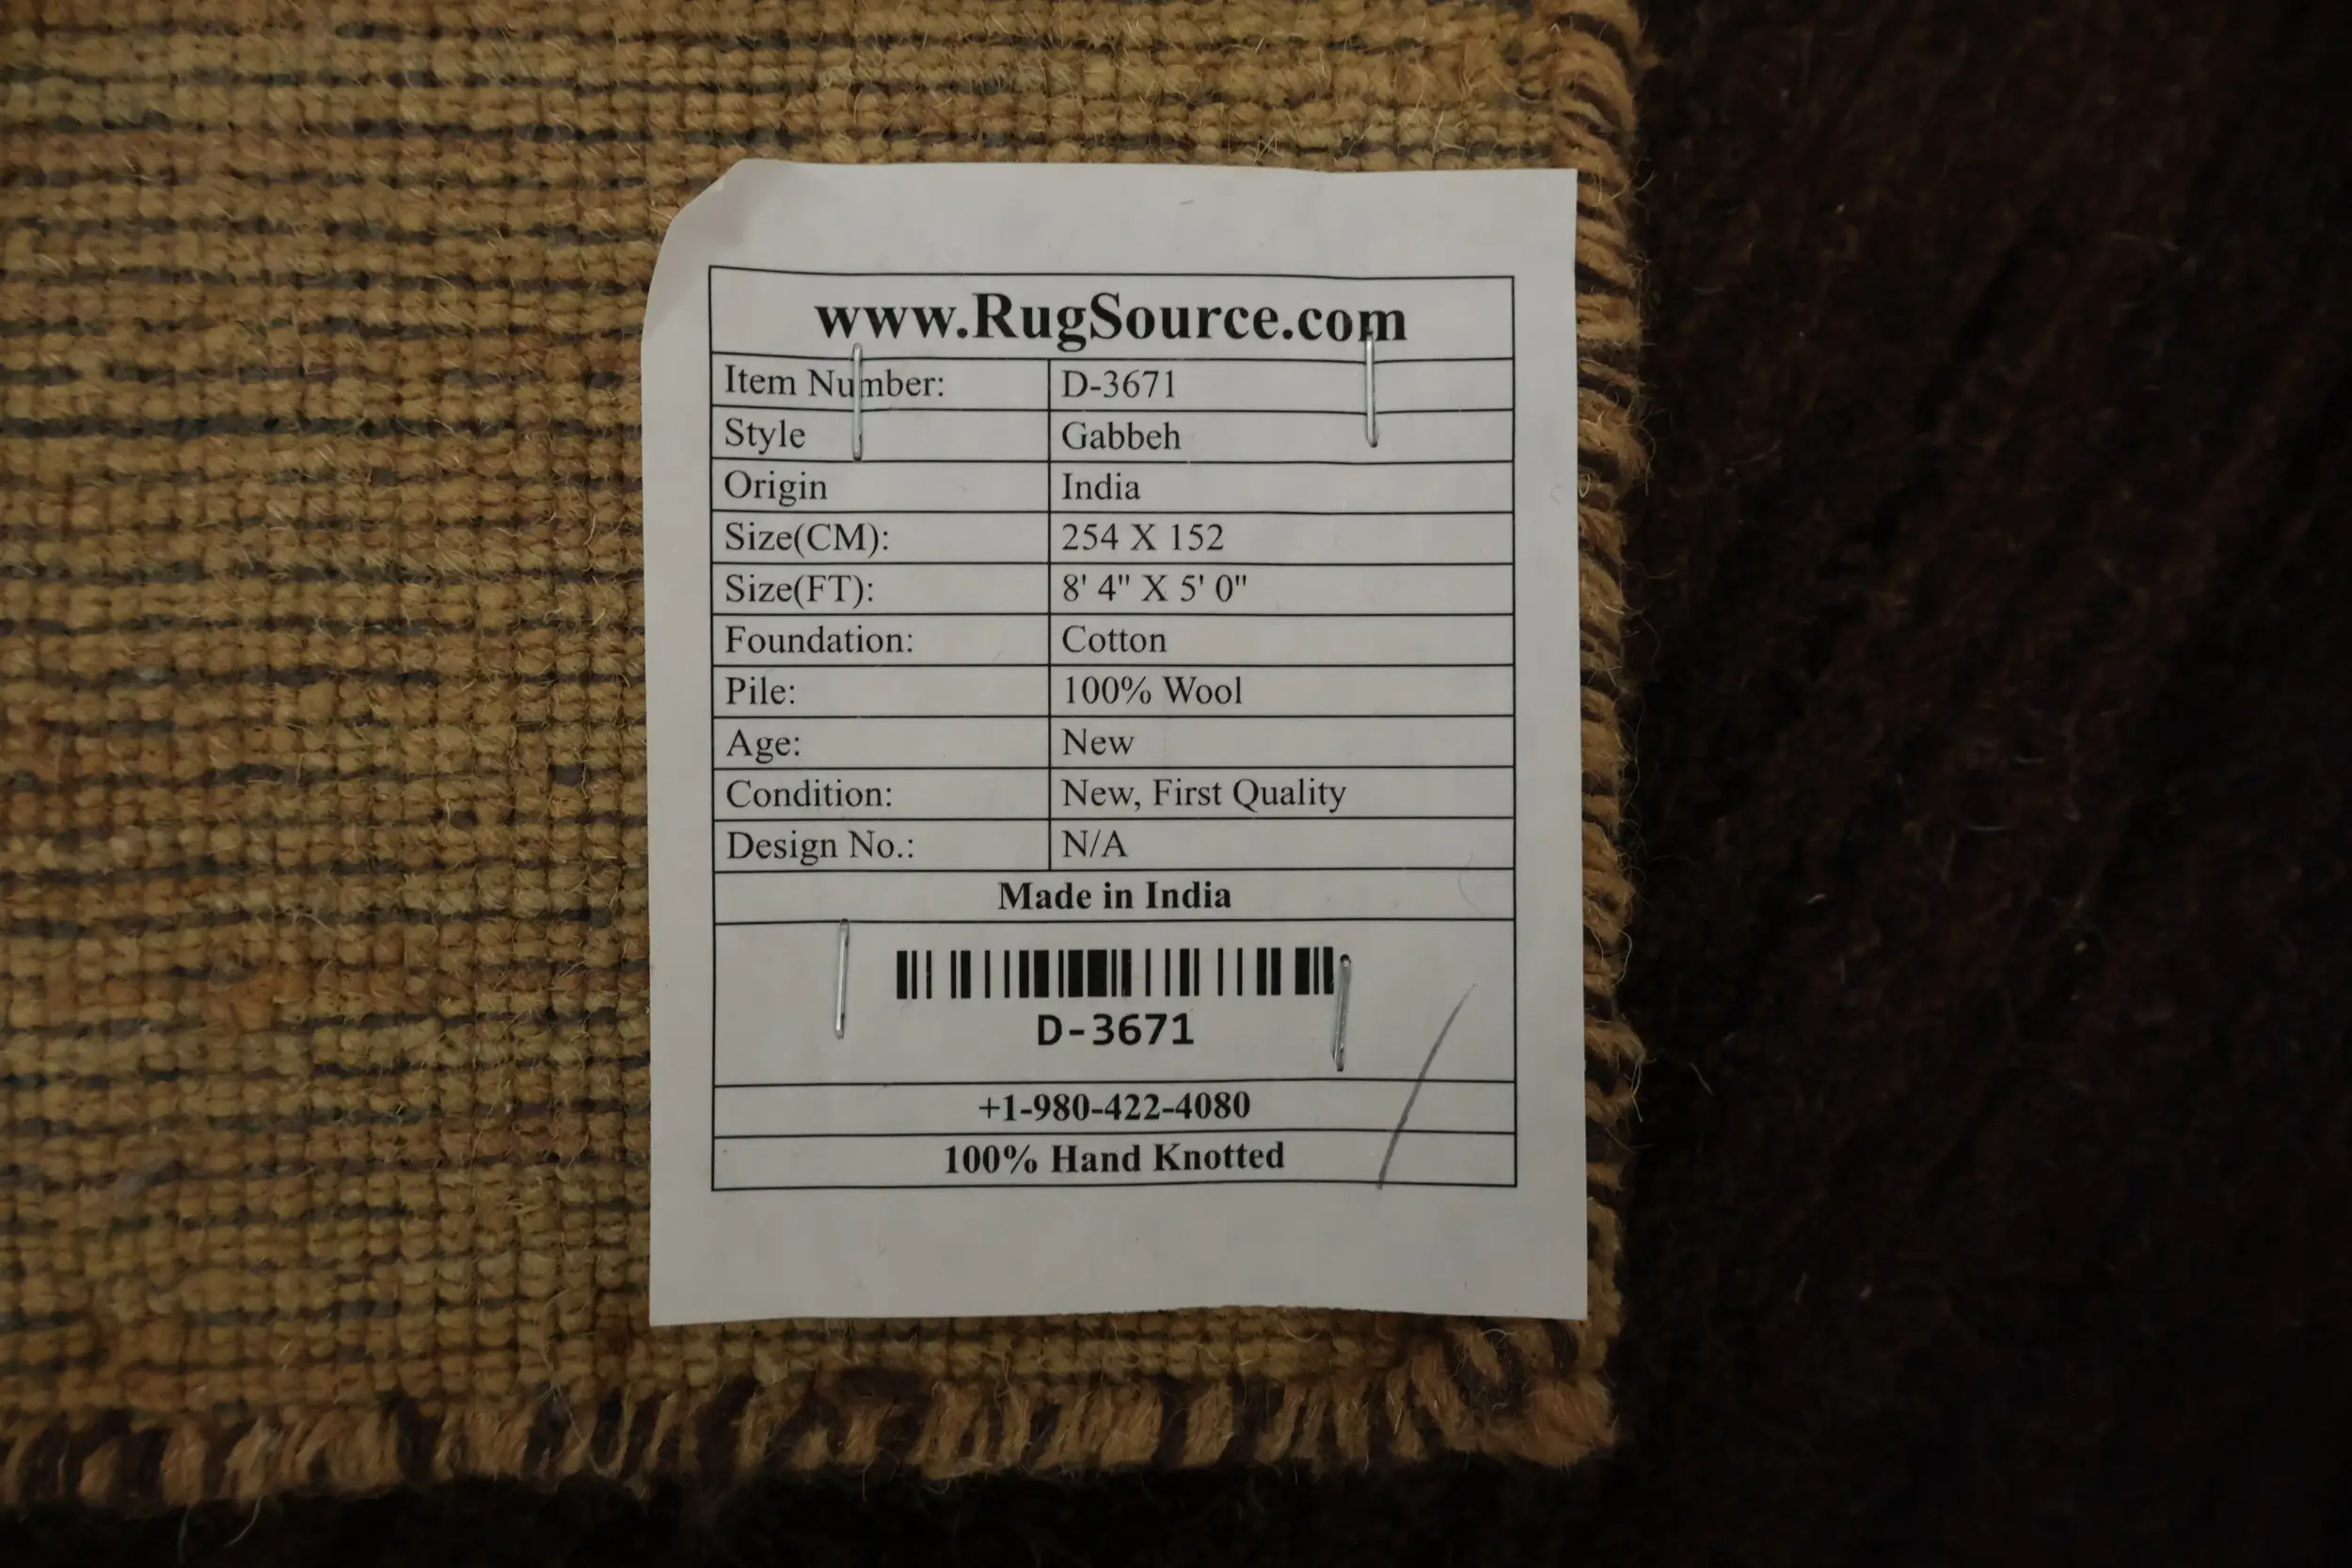 www.RugSource.com
Item Number: D-3671
Style Gabbeh
Origin India
Size(CM): 254 X 152
Size(FT): 8' 4" X 5' 0"
Foundation: Cotton
Pile: 100% Wool
Age: New
Condition: New, First Quality
Design No.: N/A
Made in India
D-3671
+1-980-422-4080
100% Hand Knotted